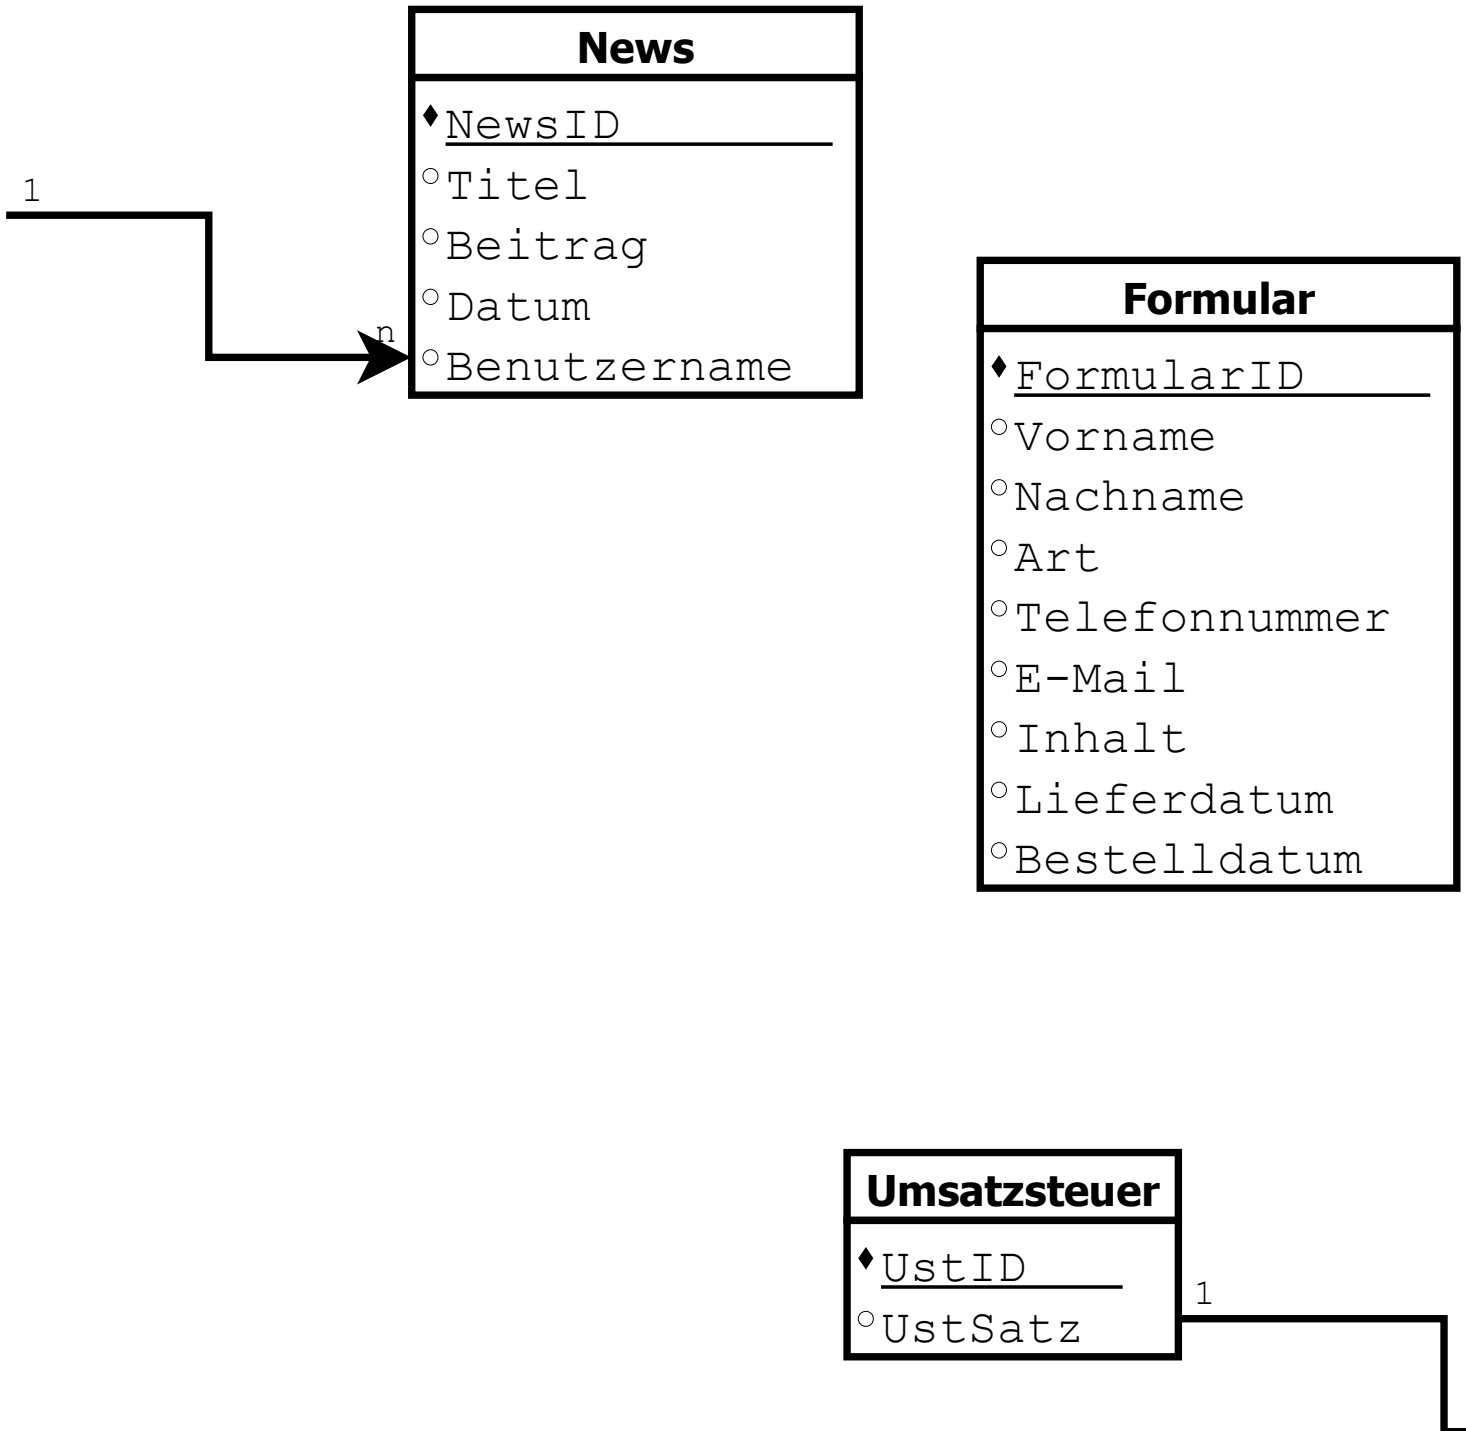 News
NewsID
Titel
Beitrag
Datum
Benutzername
1
n
Formular
FormularID
Vorname
Nachname
Art
Telefonnummer
E-Mail
Inhalt
Lieferdatum
Bestelldatum
Umsatzsteuer
UstID
UstSatz
1